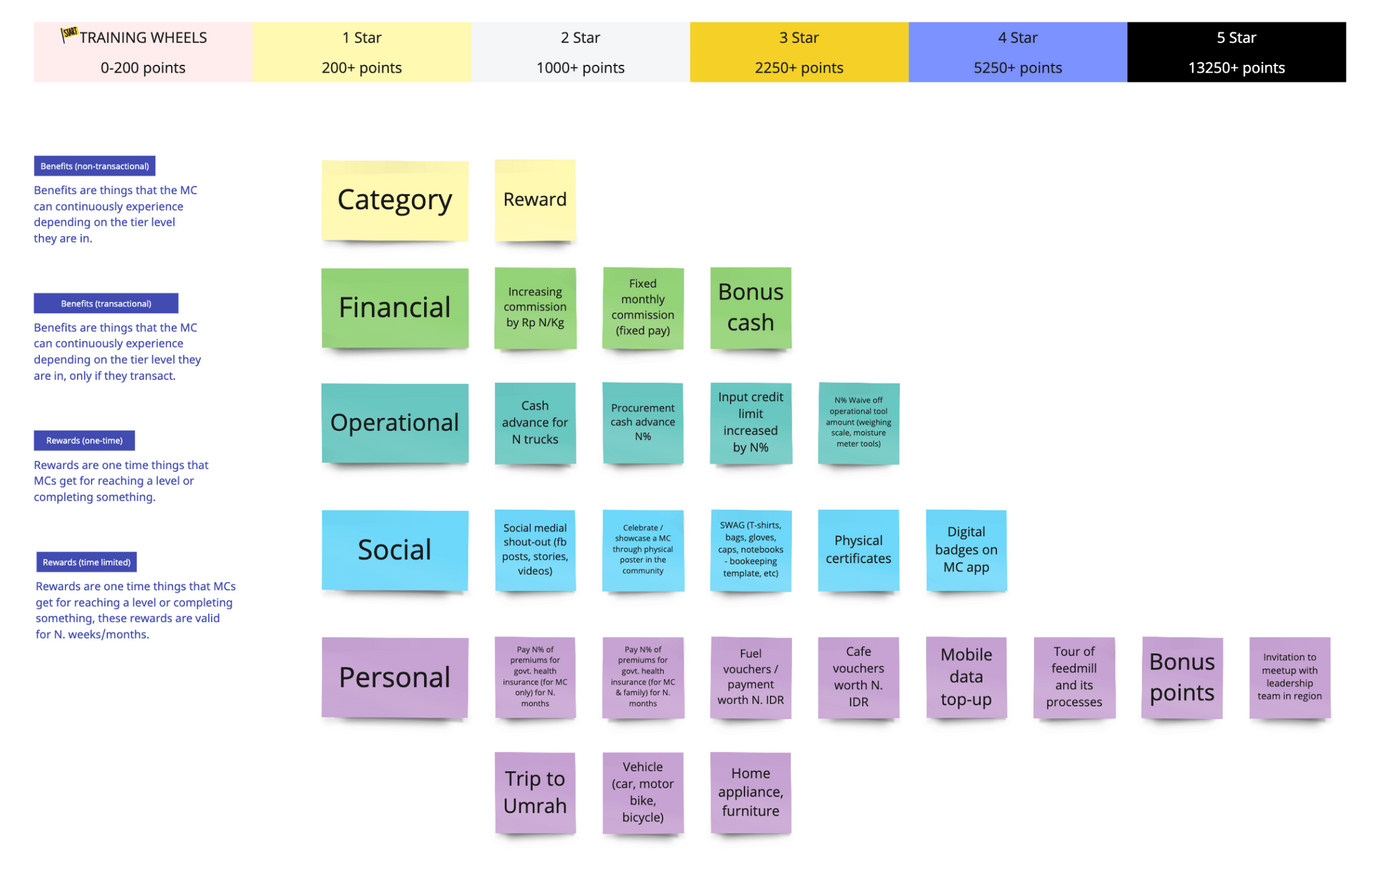 START
TRAINING WHEELS
0-200 points
1 Star
200+ points
2 Star
1000+ points
3 Star
2250+ points
4 Star
5250+ points
5 Star
13250+ points
Benefits (non-transactional)
Benefits are things that the MC
can continuously experience
depending on the tier level
they are in.
Benefits (transactional)
Benefits are things that the MC
can continuously experience
depending on the tier level they
are in, only if they transact.
Rewards (one-time)
Rewards are one time things that
MCs get for reaching a level or
completing something.
Rewards (time limited)
Rewards are one time things that MCs
get for reaching a level or completing
something, these rewards are valid
for N. weeks/months.
Category
Reward
Financial
Increasing
commission
by Rp N/Kg
Fixed
monthly
commission
(fixed pay)
Bonus
cash
Operational
Cash
advance for
N trucks
Procurement
cash advance
N%
Input credit
limit
increased
by N%
N% Waive off
operational tool
amount (weighing
scale, moisture
meter tools)
Social
Social medial
shout-out (fb
posts, stories,
videos)
Celebrate /
showcase a MC
through physical
poster in the
community
SWAG (T-shirts,
bags, gloves,
caps, notebooks
- bookeeping
template, etc)
Physical
certificates
Digital
badges on
MC app
Personal
Pay N% of
premiums for
govt. health
insurance (for MC
only) for N.
months
Pay N% of
premiums for
govt. health
insurance (for MC
& family) for N.
months
Fuel
vouchers /
payment
worth N. IDR
Cafe
vouchers
worth N.
IDR
Mobile
data
top-up
Tour of
feedmill
and its
processes
Bonus
points
Invitation to
meetup with
leadership
team in region
Trip to
Umrah
Vehicle
(car, motor
bike,
bicycle)
Home
appliance,
furniture